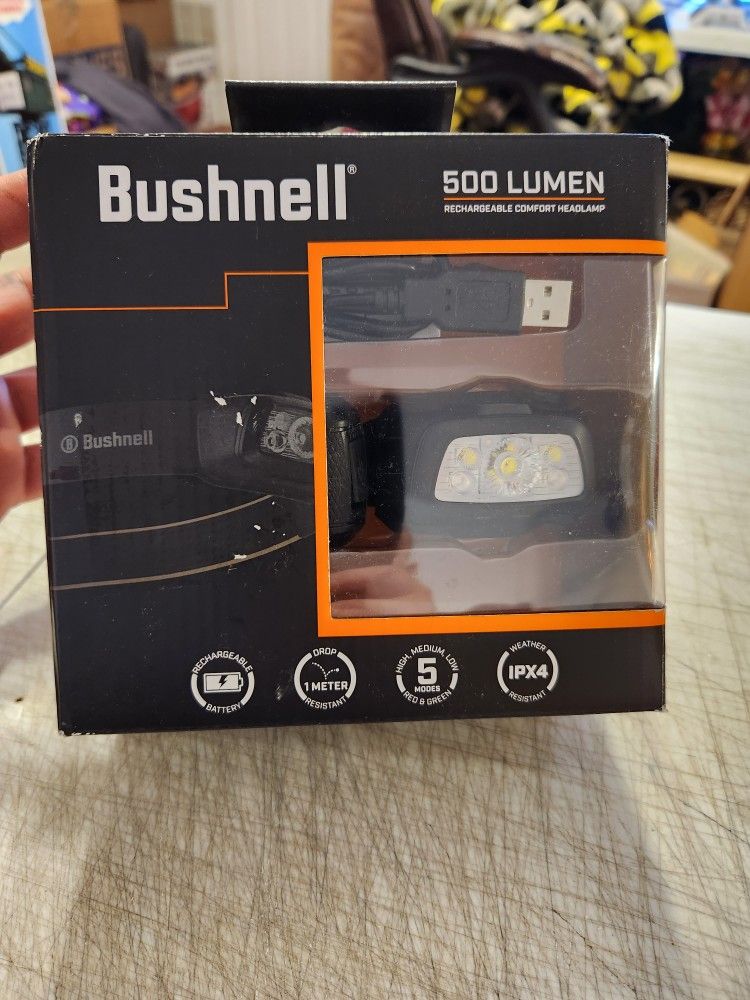 Bushnell®
500 LUMEN
RECHARGEABLE COMFORT HEADLAMP
Bushnell
RECHARGEABLE
BATTERY
DROP
1 METER
RESISTANT
HIGH, MEDIUM, LOW
5
MODES
RED & GREEN
WEATHER
IPX4
RESISTANT